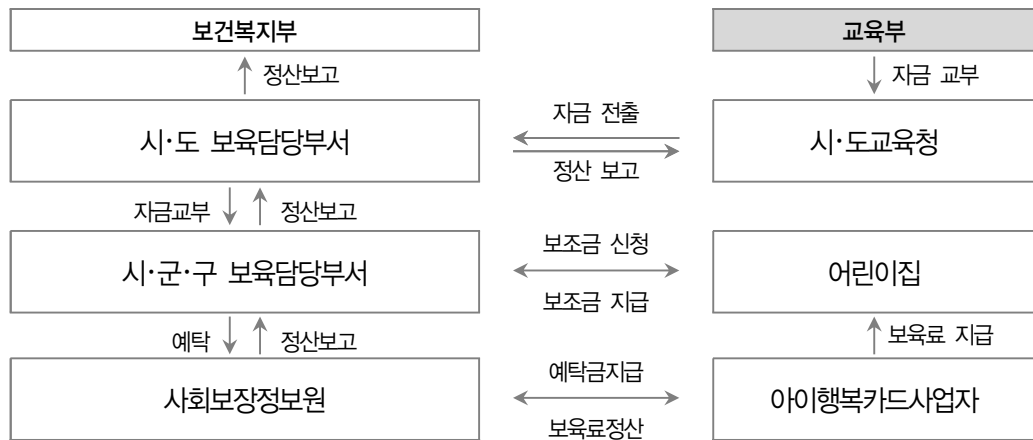 보건복지부
교육부
정산보고
자금 교부
시·도 보육담당부서
자금 전출
정산 보고
시·도교육청
자금교부
정산보고
시·군·구 보육담당부서
보조금 신청
보조금 지급
어린이집
예탁
정산보고
보육료 지급
사회보장정보원
예탁금지급
보육료정산
아이행복카드사업자